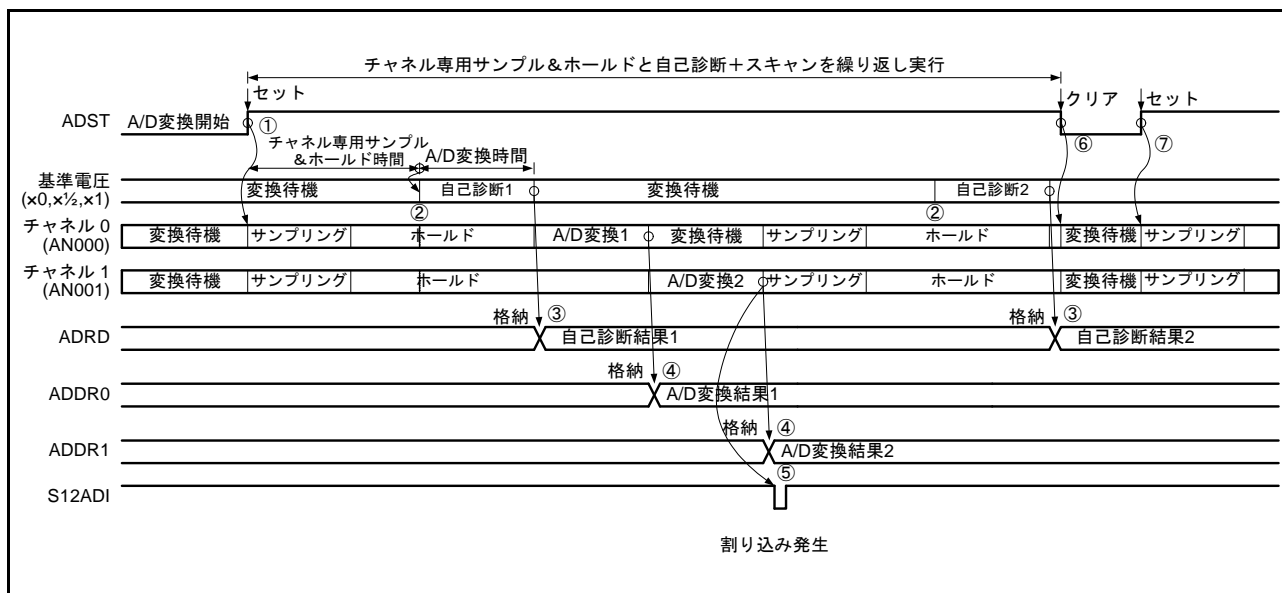 チャネル専用サンプル&ホールドと自己診断+スキャンを繰り返し実行
セット
クリア
セット
ADST
A/D変換開始
①
⑥
⑦
チャネル専用サンプル
&ホールド時間
A/D変換時間
基準電圧
(×0,×½,×1)
変換待機
自己診断1
変換待機
自己診断2
②
②
チャネル 0
(AN000)
変換待機
サンプリング
ホールド
A/D変換1
変換待機
サンプリング
ホールド
変換待機
サンプリング
チャネル 1
(AN001)
変換待機
サンプリング
ホールド
A/D変換2
サンプリング
ホールド
変換待機
サンプリング
ADRD
格納 ③
自己診断結果1
格納 ③
自己診断結果2
ADDR0
格納 ④
A/D変換結果1
ADDR1
格納 ④
A/D変換結果2
S12ADI
⑤
割り込み発生